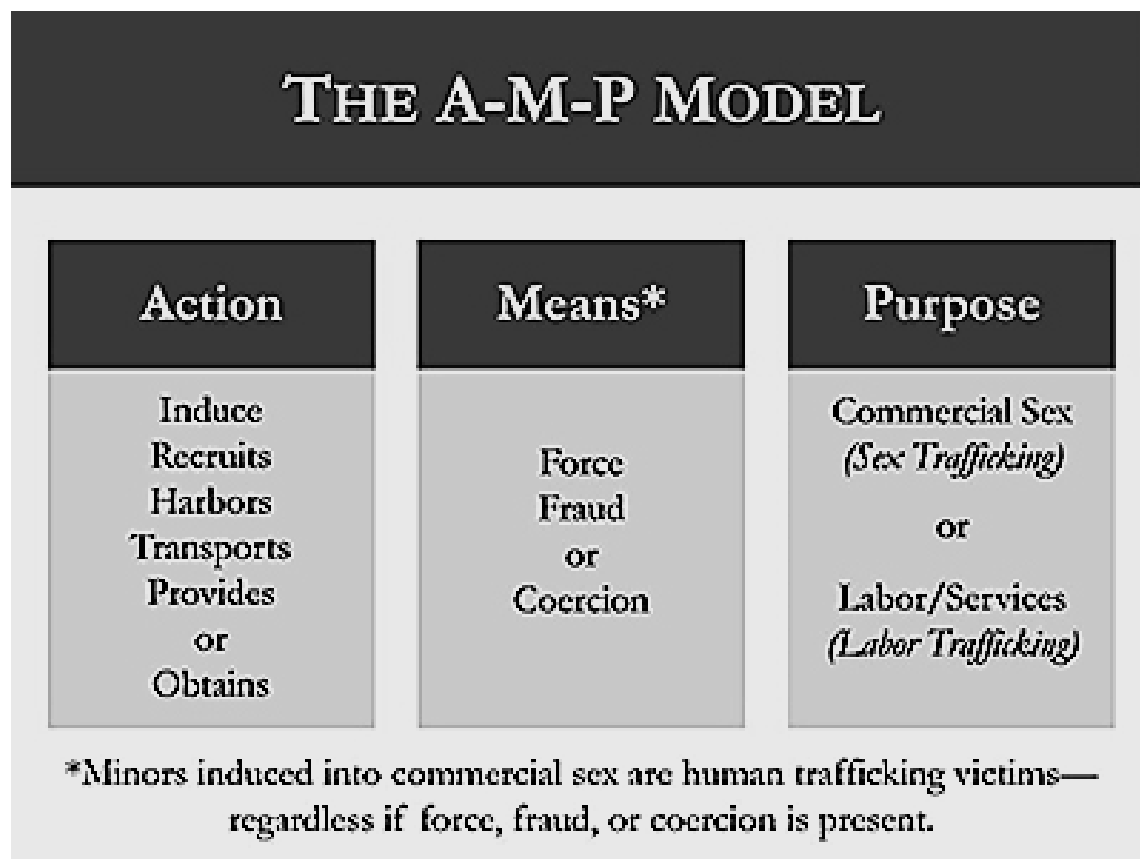 THE A-M-P MODEL
Action
Induce
Recruits
Harbors
Transports
Provides
or
Obtains
Means*
Force
Fraud
or
Coercion
Purpose
Commercial Sex
(Sex Trafficking)
or
Labor/Services
(Labor Trafficking)
*Minors induced into commercial sex are human trafficking victims—
regardless if force, fraud, or coercion is present.